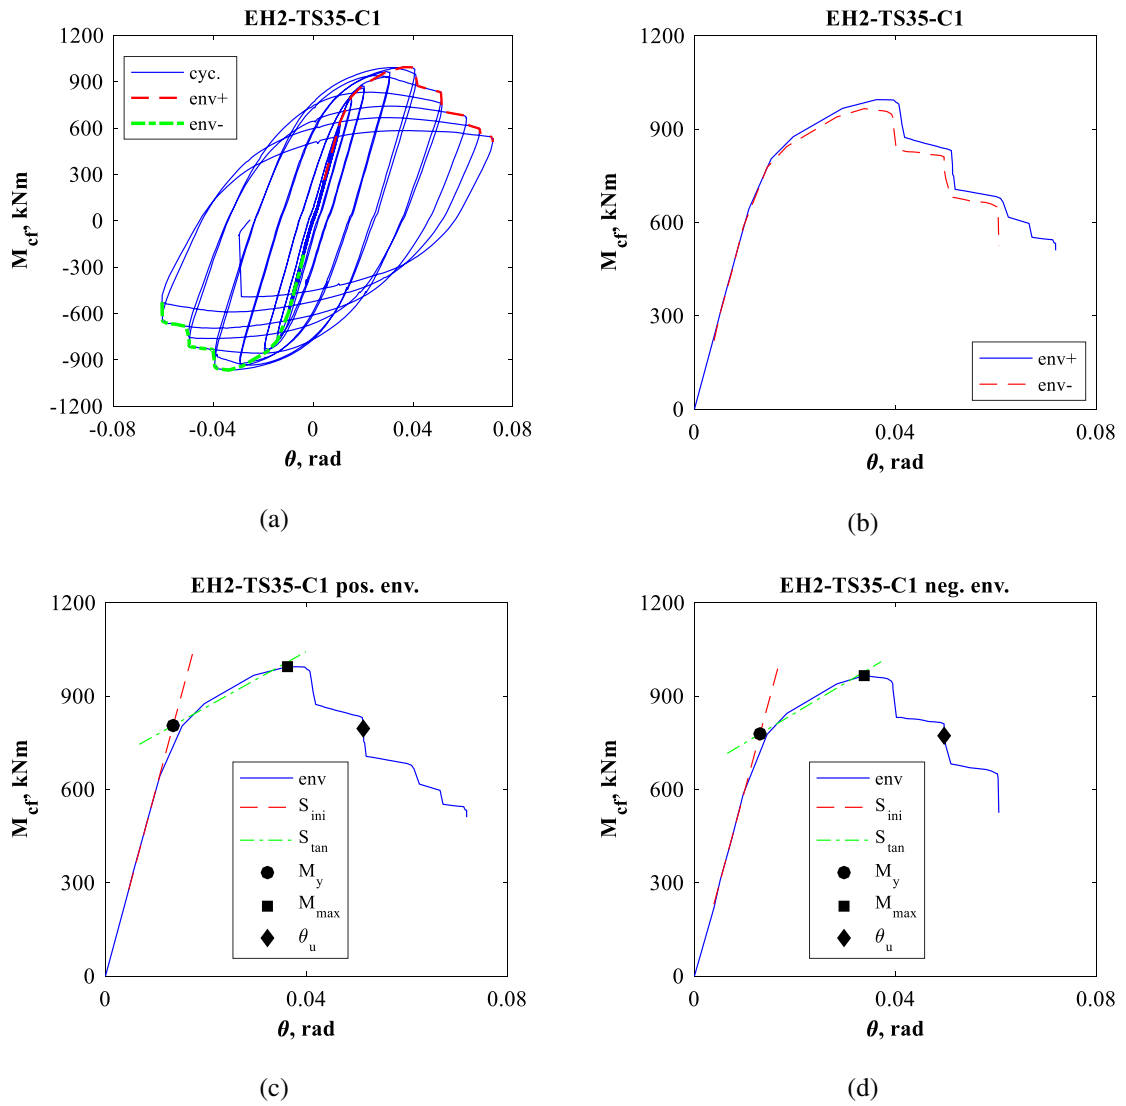 EH2-TS35-C1
1200
900
600
300
0
-300
-600
-900
-1200
-0.08
-0.04
0
0.04
0.08
M_cf, kNm
θ, rad
cyc.
env+
env-
(a)
EH2-TS35-C1
1200
900
600
300
0
0
0.04
0.08
M_cf, kNm
θ, rad
env+
env-
(b)
EH2-TS35-C1 pos. env.
1200
900
600
300
0
0
0.04
0.08
M_cf, kNm
θ, rad
env
S_ini
S_tan
M_y
M_max
θ_u
(c)
EH2-TS35-C1 neg. env.
1200
900
600
300
0
0
0.04
0.08
M_cf, kNm
θ, rad
env
S_ini
S_tan
M_y
M_max
θ_u
(d)